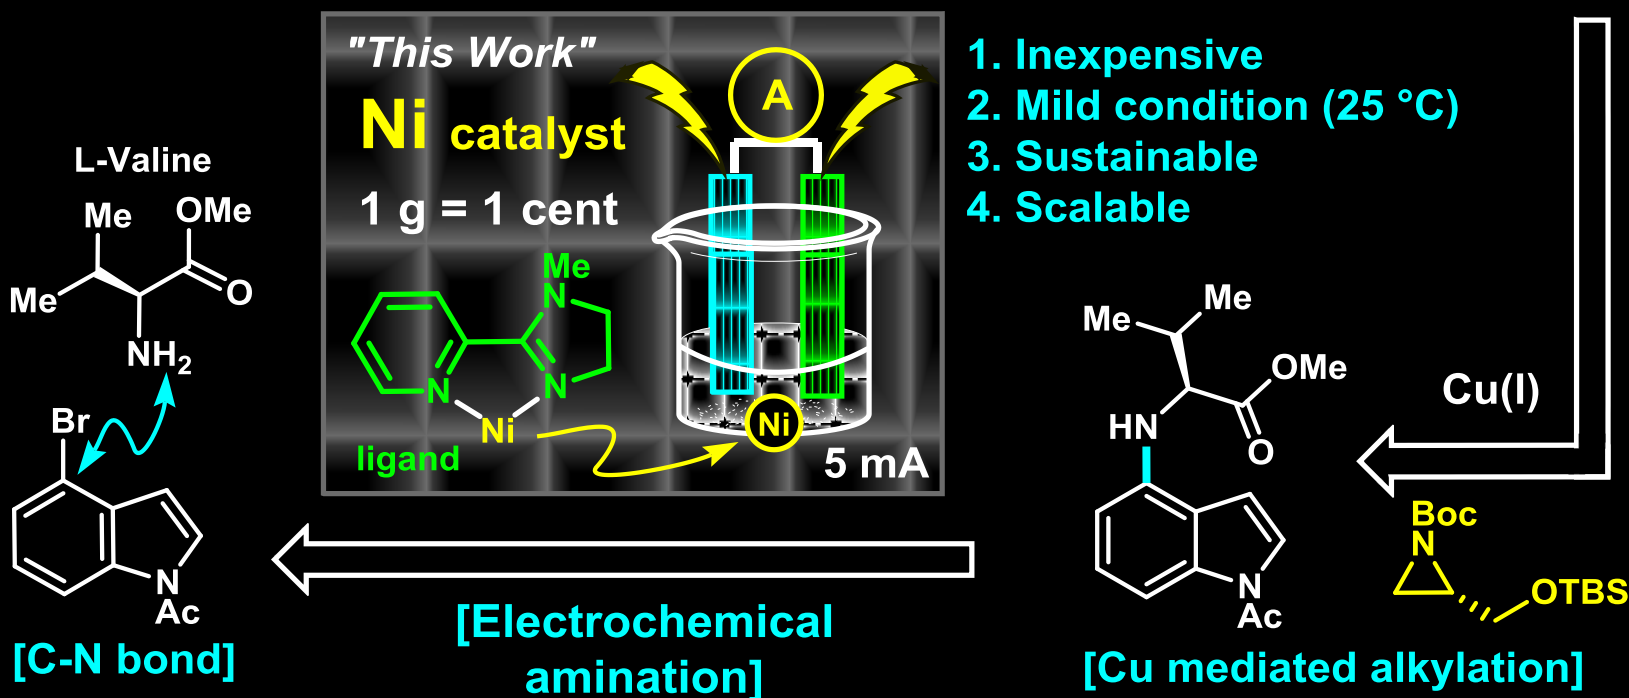 "This Work"
Ni catalyst
1 g = 1 cent
Me
N
N
N
Ni
ligand
A
Ni
5 mA
1. Inexpensive
2. Mild condition (25 °C)
3. Sustainable
4. Scalable
L-Valine
Me
OMe
Me
O
NH2
Br
N
Ac
[C-N bond]
[Electrochemical
amination]
Me
Me
OMe
HN
O
N
Ac
Cu(I)
Boc
N
OTBS
[Cu mediated alkylation]